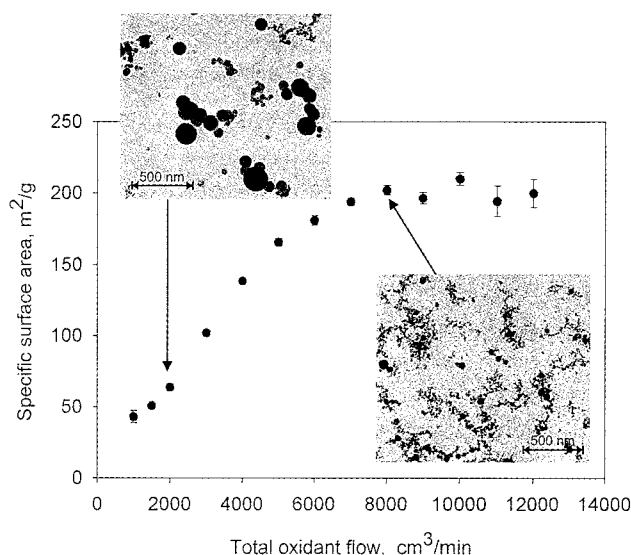 500 nm
250
200
150
100
50
0
Specific surface area, m²/g
500 nm
0 2000 4000 6000 8000 10000 12000 14000
Total oxidant flow, cm³/min